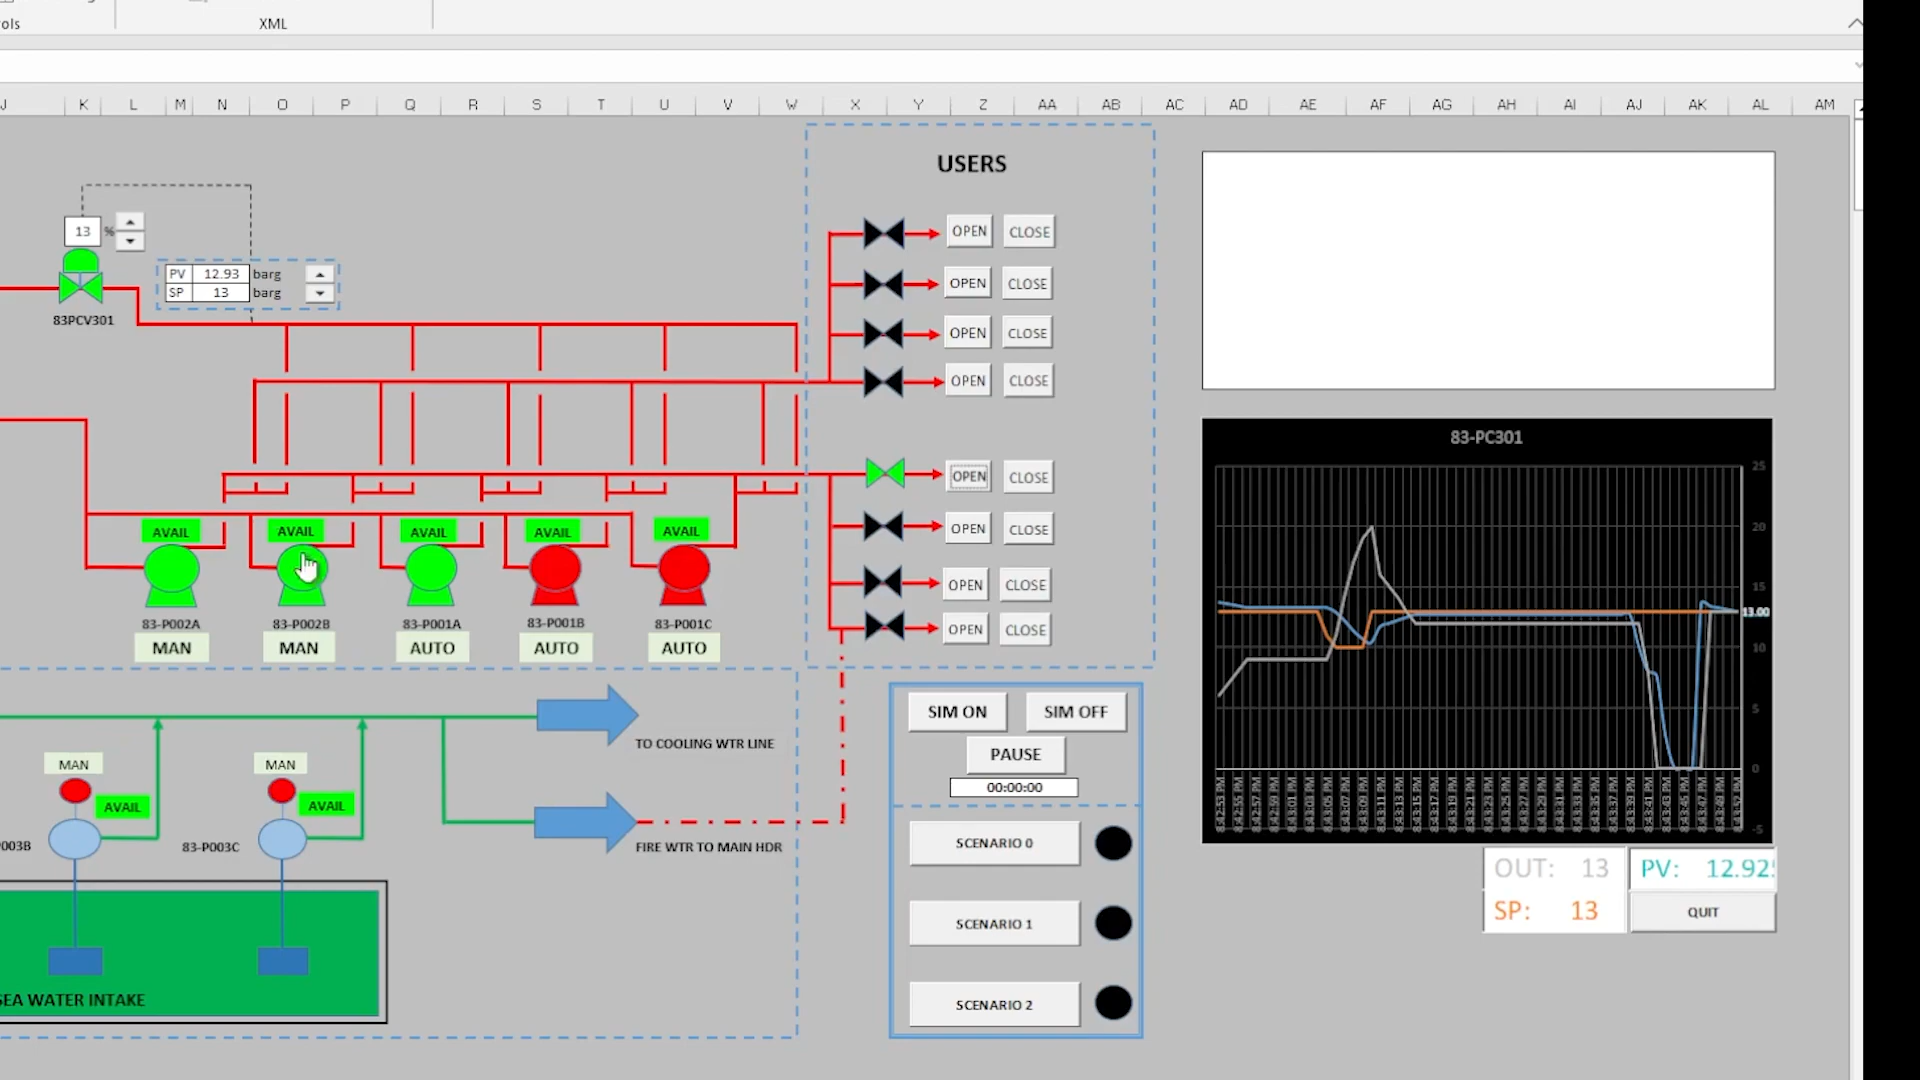 ols
XML
J K L M N O P Q R S T U V W X Y Z AA AB AC AD AE AF AG AH AI AJ AK AL AM
USERS
13 %
PV 12.93 barg
SP 13 barg
83PCV301
OPEN CLOSE
OPEN CLOSE
OPEN CLOSE
OPEN CLOSE
OPEN CLOSE
OPEN CLOSE
OPEN CLOSE
OPEN CLOSE
AVAIL AVAIL AVAIL AVAIL AVAIL
83-P002A 83-P002B 83-P001A 83-P001B 83-P001C
MAN MAN AUTO AUTO AUTO
TO COOLING WTR LINE
MAN MAN
AVAIL AVAIL
003B 83-P003C
FIRE WTR TO MAIN HDR
SEA WATER INTAKE
SIM ON SIM OFF
PAUSE
00:00:00
SCENARIO 0
SCENARIO 1
SCENARIO 2
83-PC301
25
20
15
13.00
10
5
0
-5
OUT: 13 PV: 12.925
SP: 13 QUIT